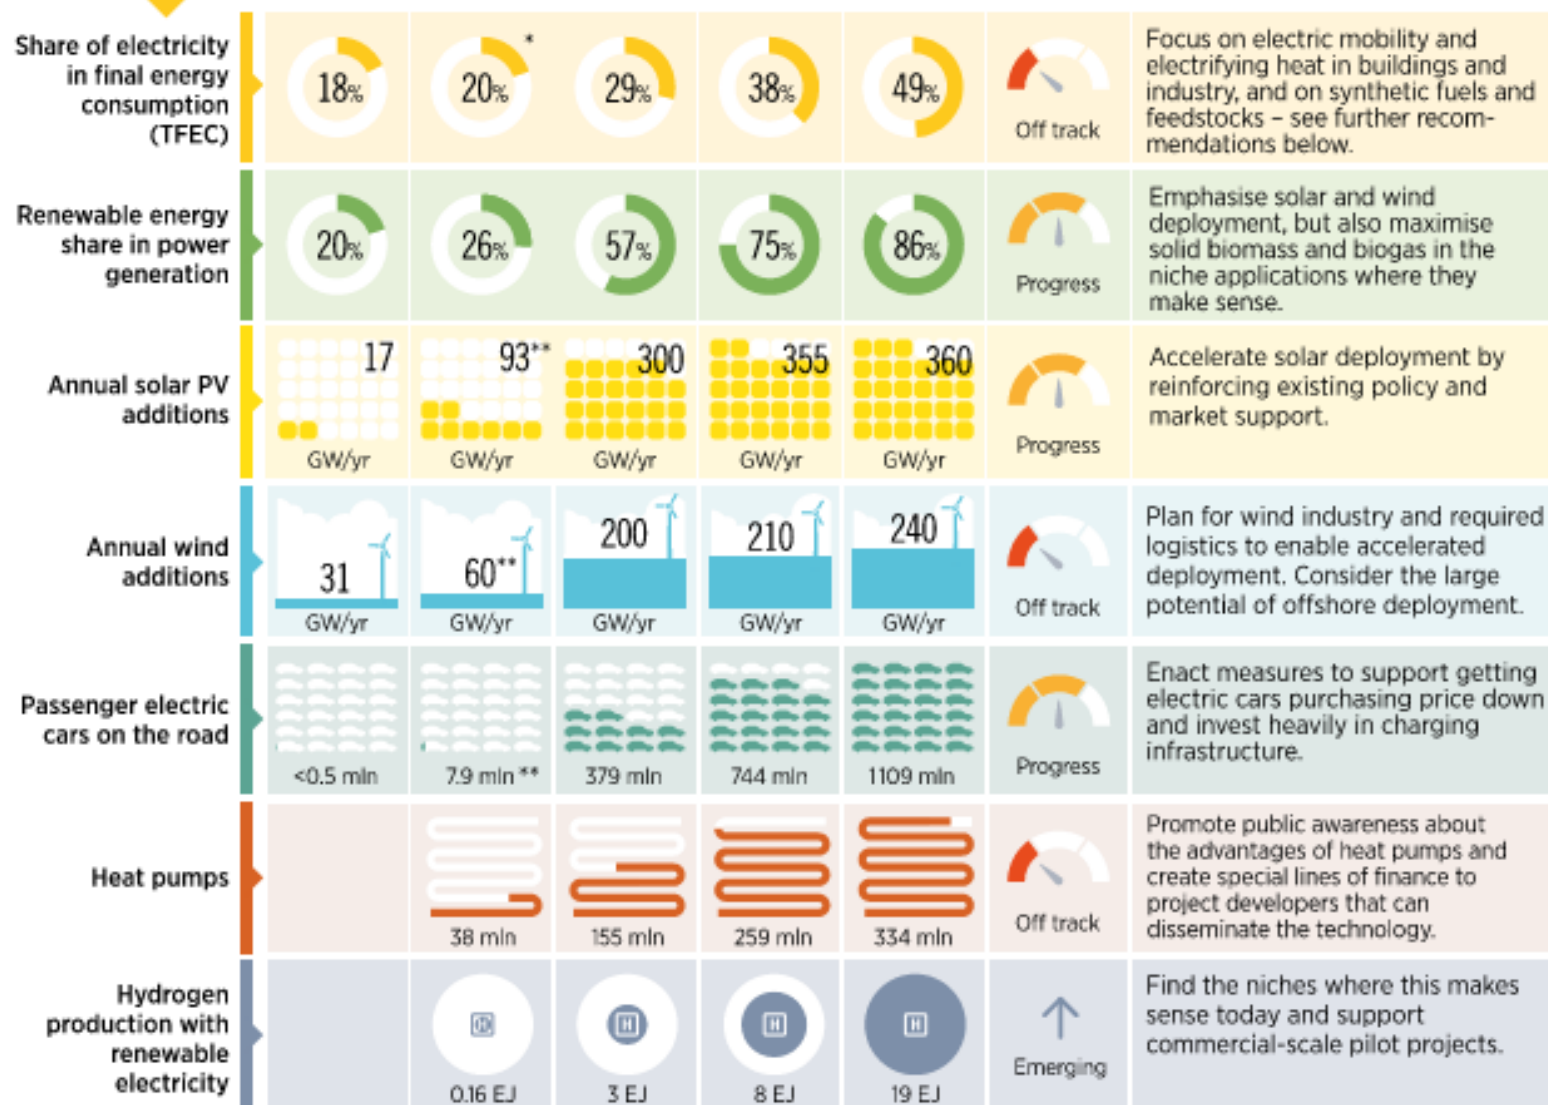 Share of electricity
in final energy
consumption
(TFEC)
18%
20%
*
29%
38%
49%
Off track
Focus on electric mobility and
electrifying heat in buildings and
industry, and on synthetic fuels and
feedstocks – see further recom-
mendations below.
Renewable energy
share in power
generation
20%
26%
57%
75%
86%
Progress
Emphasise solar and wind
deployment, but also maximise
solid biomass and biogas in the
niche applications where they
make sense.
Annual solar PV
additions
17
GW/yr
93**
GW/yr
300
GW/yr
355
GW/yr
360
GW/yr
Progress
Accelerate solar deployment by
reinforcing existing policy and
market support.
Annual wind
additions
31
GW/yr
60**
GW/yr
200
GW/yr
210
GW/yr
240
GW/yr
Off track
Plan for wind industry and required
logistics to enable accelerated
deployment. Consider the large
potential of offshore deployment.
Passenger electric
cars on the road
<0.5 mln
7.9 mln **
379 mln
744 mln
1109 mln
Progress
Enact measures to support getting
electric cars purchasing price down
and invest heavily in charging
infrastructure.
Heat pumps
38 mln
155 mln
259 mln
334 mln
Off track
Promote public awareness about
the advantages of heat pumps and
create special lines of finance to
project developers that can
disseminate the technology.
Hydrogen
production with
renewable
electricity
H
0.16 EJ
H
3 EJ
H
8 EJ
H
19 EJ
Emerging
Find the niches where this makes
sense today and support
commercial-scale pilot projects.